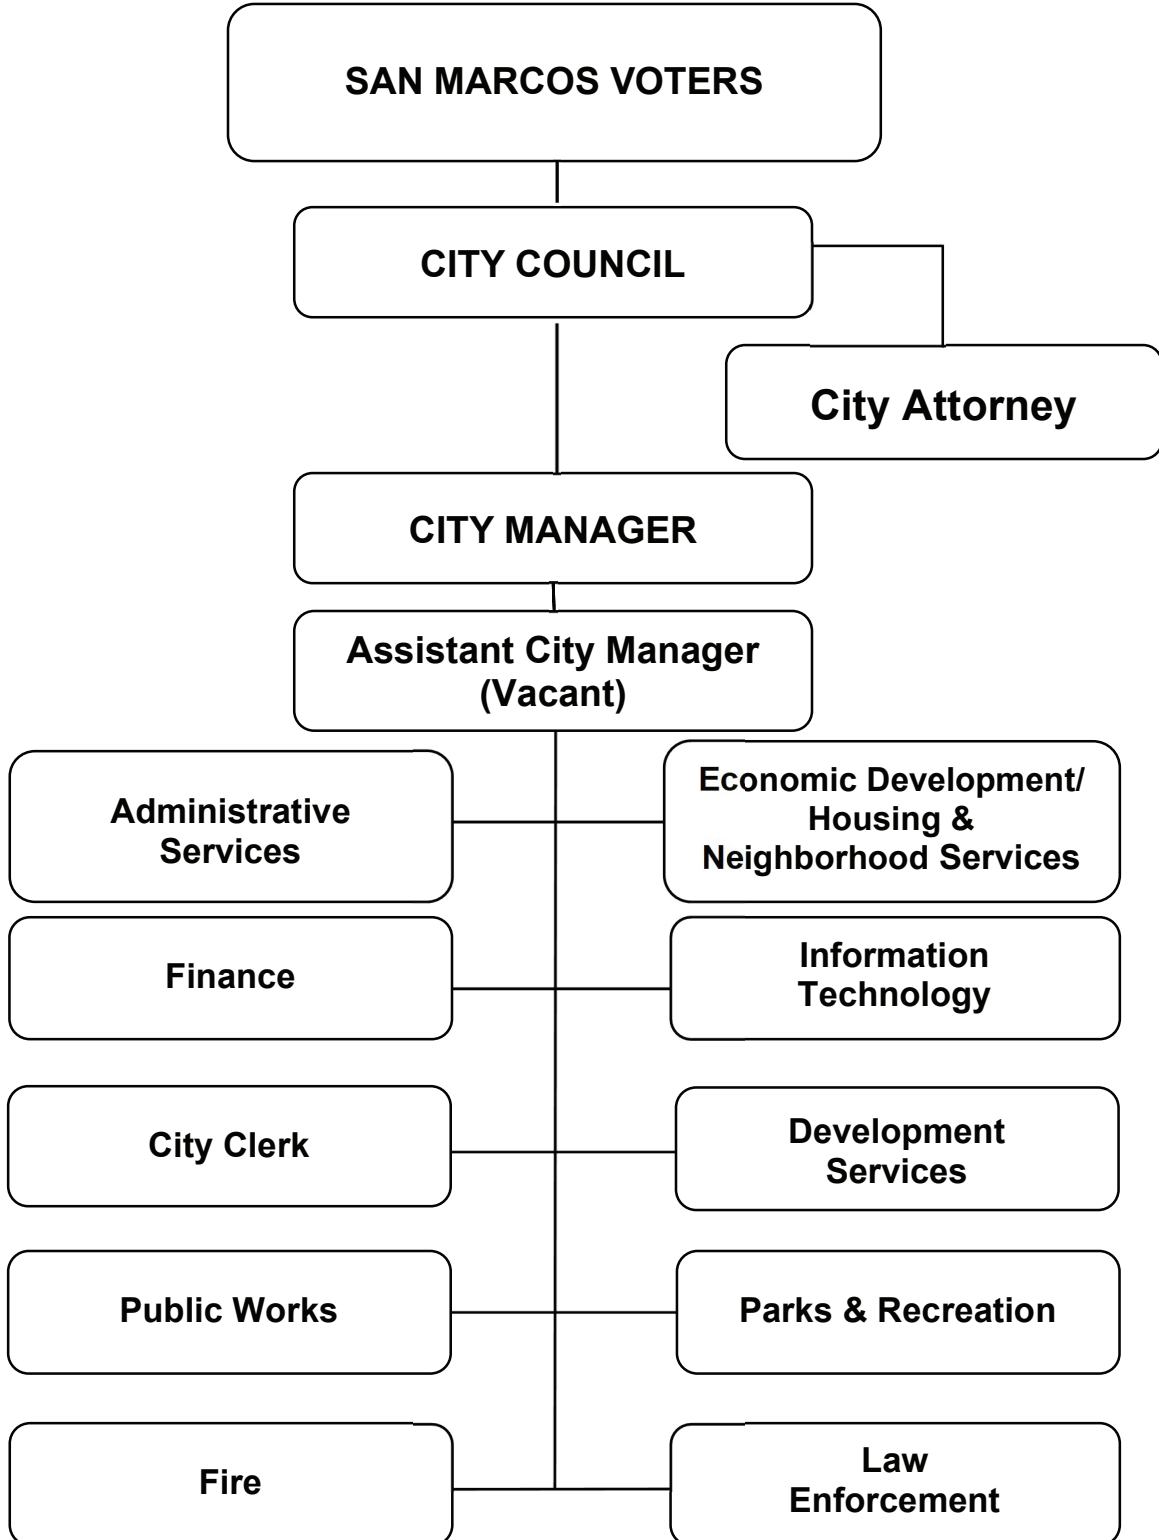 SAN MARCOS VOTERS
CITY COUNCIL
City Attorney
CITY MANAGER
Assistant City Manager
(Vacant)
Administrative
Services
Economic Development/
Housing &
Neighborhood Services
Finance
Information
Technology
City Clerk
Development
Services
Public Works
Parks & Recreation
Fire
Law
Enforcement